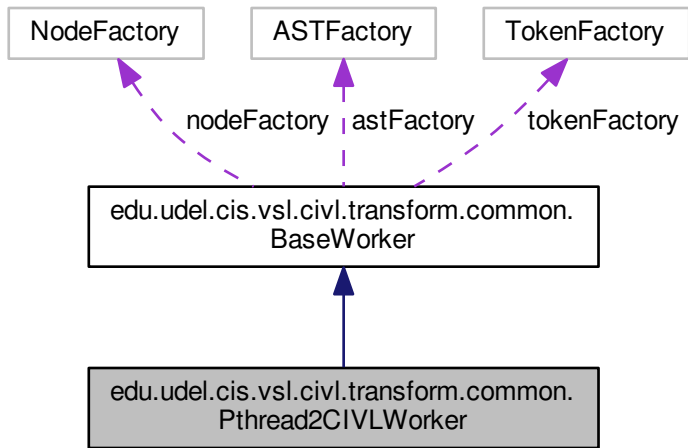 NodeFactory
ASTFactory
TokenFactory
nodeFactory
astFactory
tokenFactory
edu.udel.cis.vsl.civl.transform.common.
BaseWorker
edu.udel.cis.vsl.civl.transform.common.
Pthread2CIVLWorker